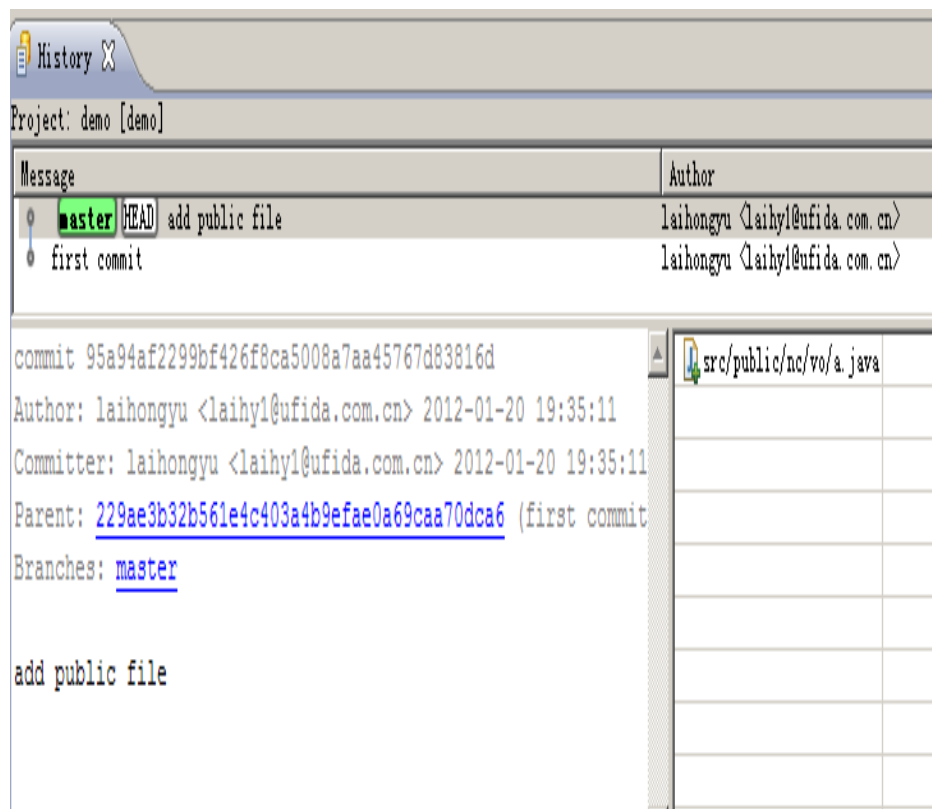 History
Project: demo [demo]
Message Author
master HEAD add public file laihongyu <laihy1@ufida.com.cn>
first commit laihongyu <laihy1@ufida.com.cn>
commit 95a94af2299bf426f8ca5008a7aa45767d83816d
Author: laihongyu <laihy1@ufida.com.cn> 2012-01-20 19:35:11
Committer: laihongyu <laihy1@ufida.com.cn> 2012-01-20 19:35:11
Parent: 229ae3b32b561e4c403a4b9efae0a69caa70dca6 (first commit
Branches: master
add public file
src/public/nc/vo/a.java